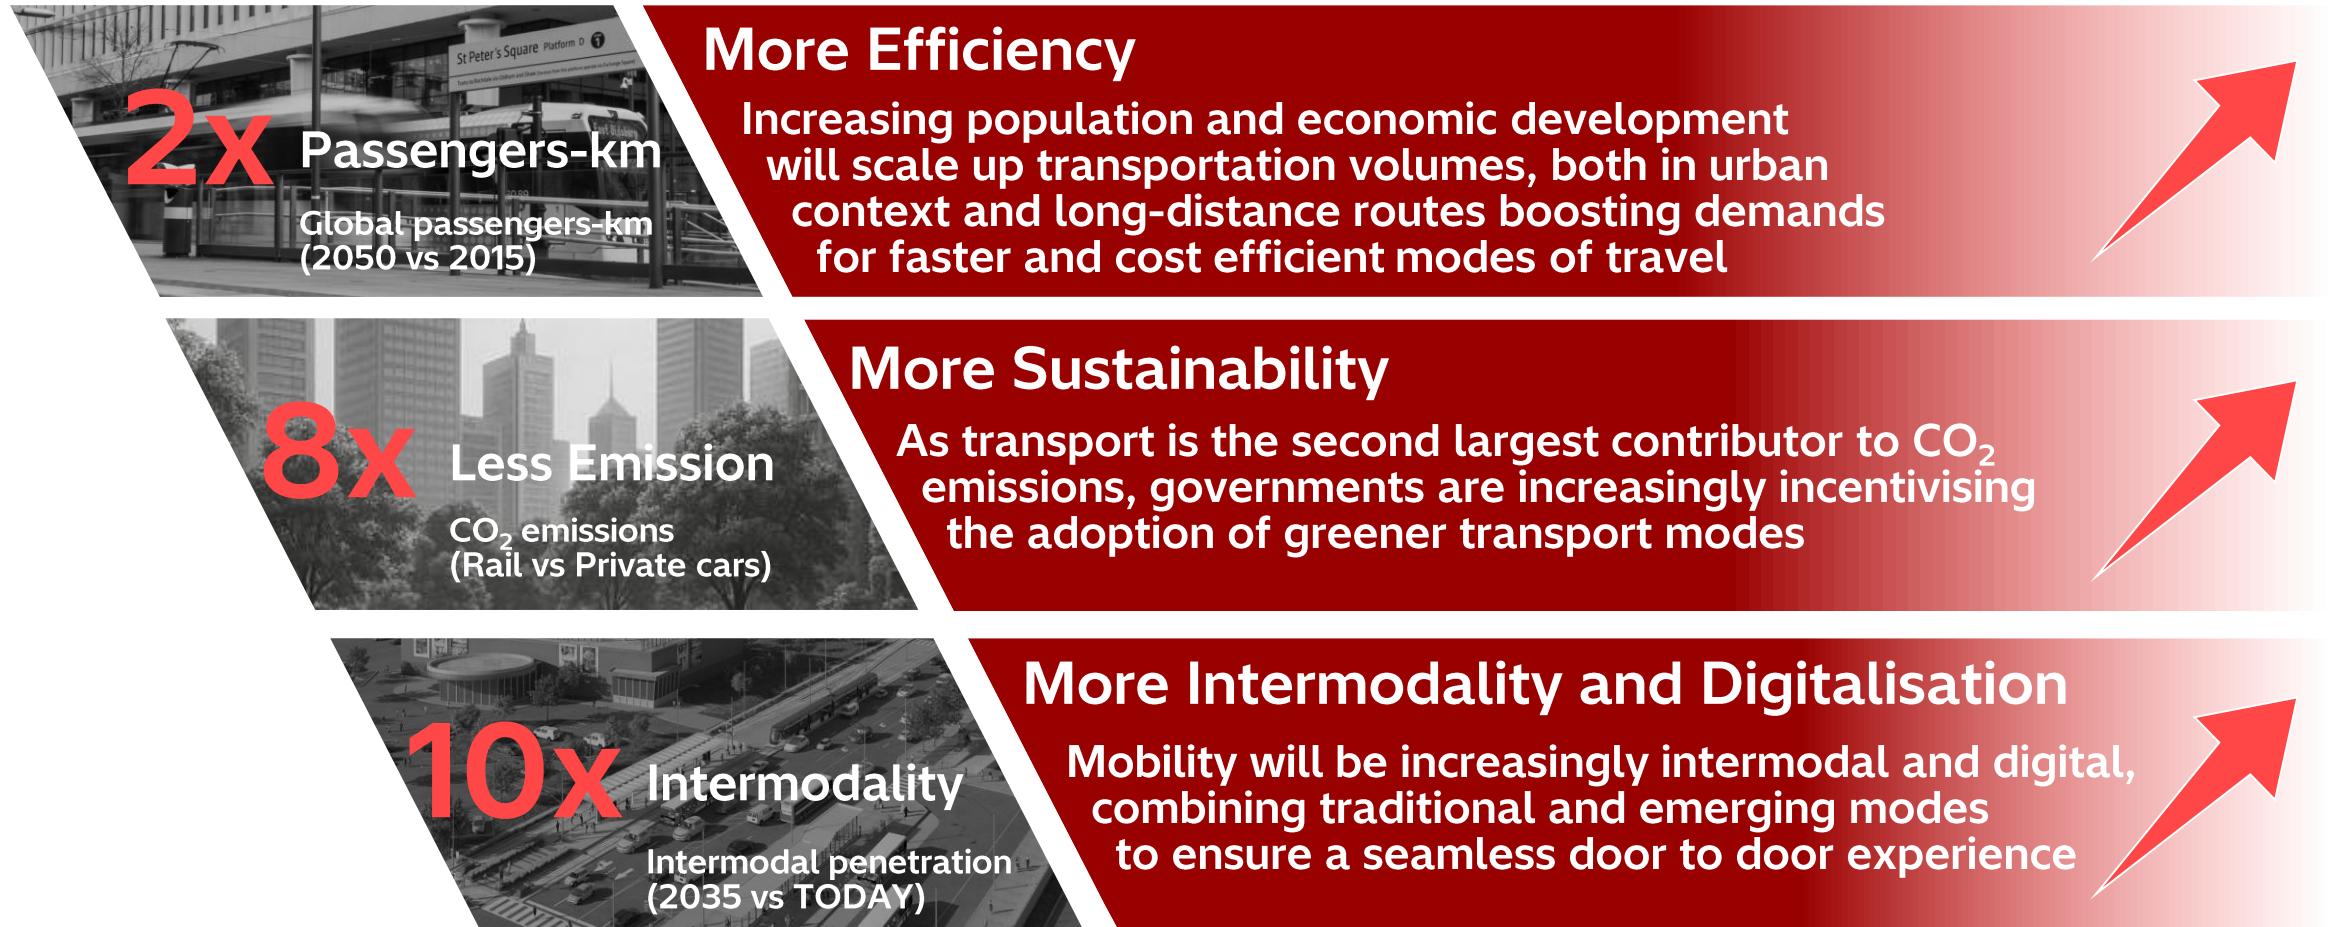 St Peter's Square Platform D 1
2x
Passengers-km
Global passengers-km
(2050 vs 2015)
More Efficiency
Increasing population and economic development
will scale up transportation volumes, both in urban
context and long-distance routes boosting demands
for faster and cost efficient modes of travel
8x
Less Emission
CO₂ emissions
(Rail vs Private cars)
More Sustainability
As transport is the second largest contributor to CO₂
emissions, governments are increasingly incentivising
the adoption of greener transport modes
10x
Intermodality
Intermodal penetration
(2035 vs TODAY)
More Intermodality and Digitalisation
Mobility will be increasingly intermodal and digital,
combining traditional and emerging modes
to ensure a seamless door to door experience